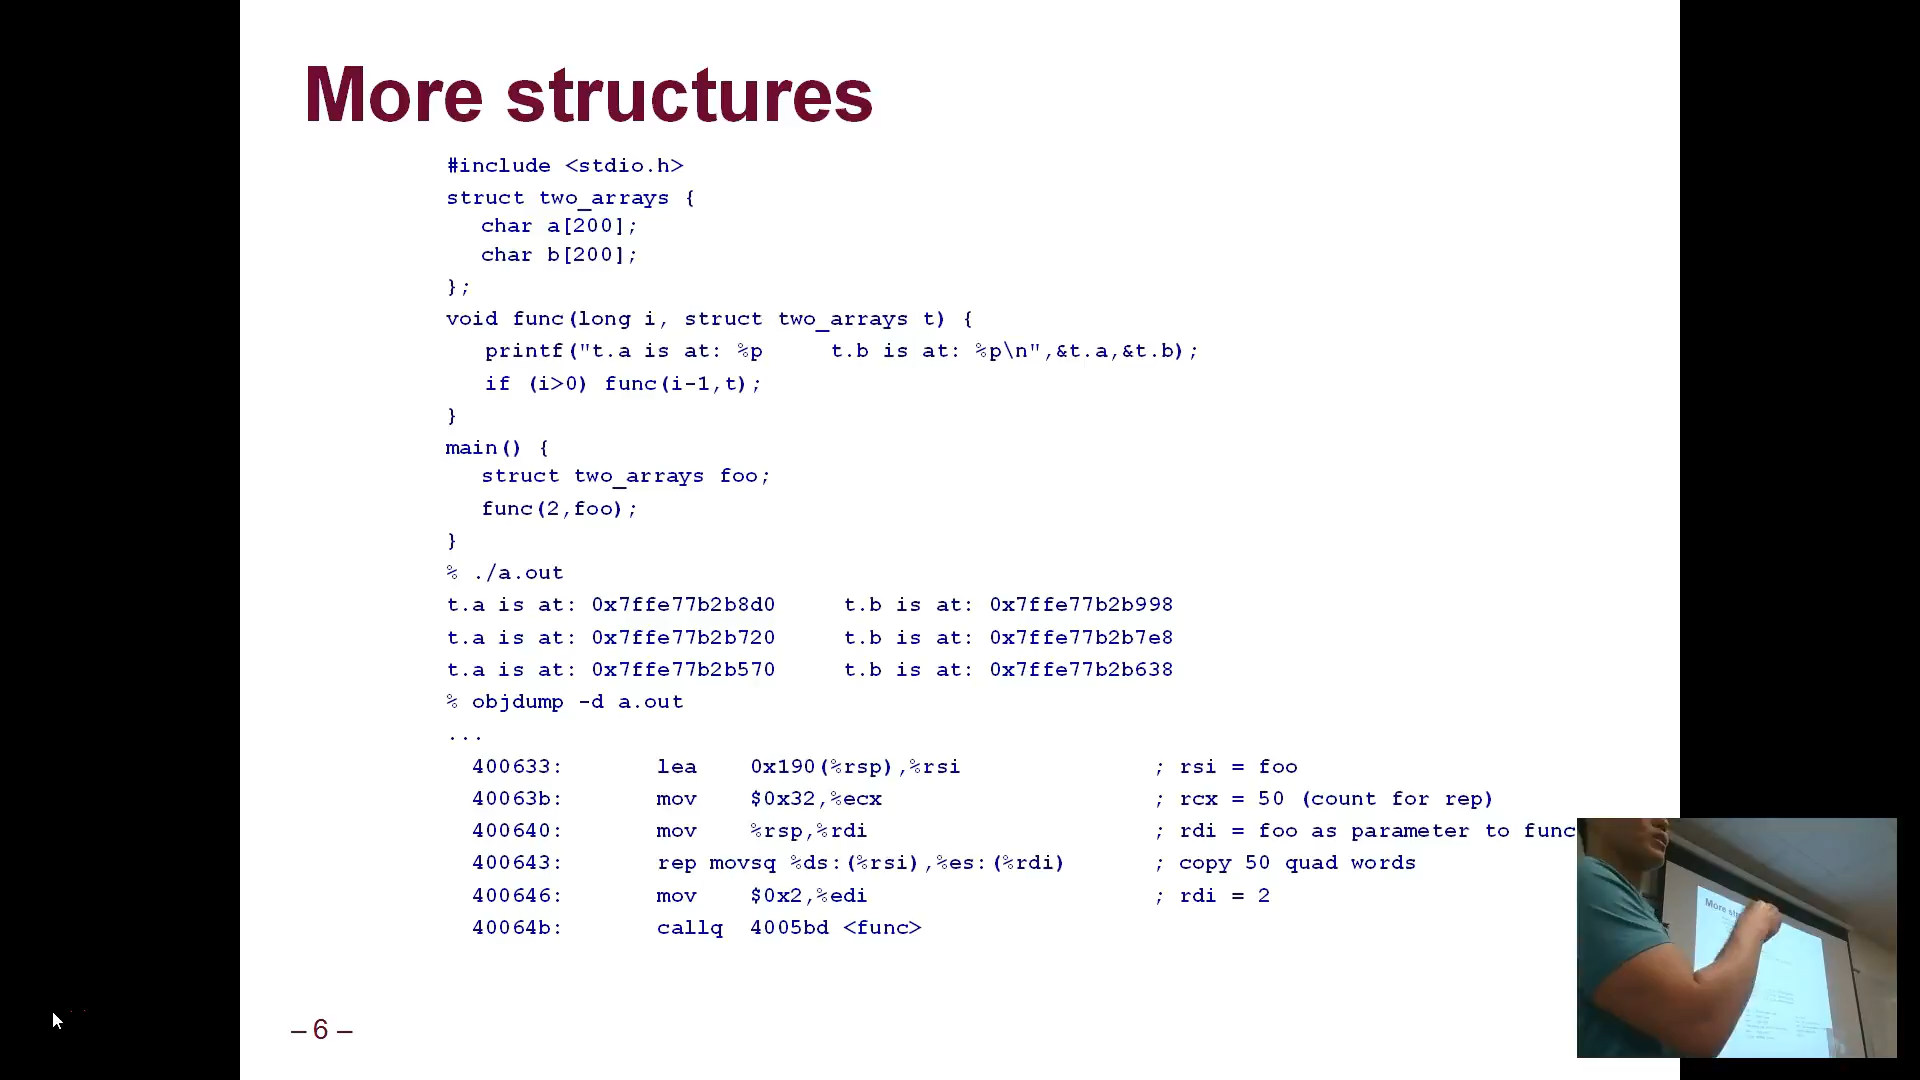 More structures
#include <stdio.h>
struct two_arrays {
char a[200];
char b[200];
};
void func(long i, struct two_arrays t) {
printf("t.a is at: %p     t.b is at: %p\n",&t.a,&t.b);
if (i>0) func(i-1,t);
}
main() {
struct two_arrays foo;
func(2,foo);
}
% ./a.out
t.a is at: 0x7ffe77b2b8d0     t.b is at: 0x7ffe77b2b998
t.a is at: 0x7ffe77b2b720     t.b is at: 0x7ffe77b2b7e8
t.a is at: 0x7ffe77b2b570     t.b is at: 0x7ffe77b2b638
% objdump -d a.out
...
400633:       lea    0x190(%rsp),%rsi               ; rsi = foo
40063b:       mov    $0x32,%ecx                     ; rcx = 50 (count for rep)
400640:       mov    %rsp,%rdi                      ; rdi = foo as parameter to func
400643:       rep movsq %ds:(%rsi),%es:(%rdi)       ; copy 50 quad words
400646:       mov    $0x2,%edi                      ; rdi = 2
40064b:       callq  4005bd <func>
– 6 –
More